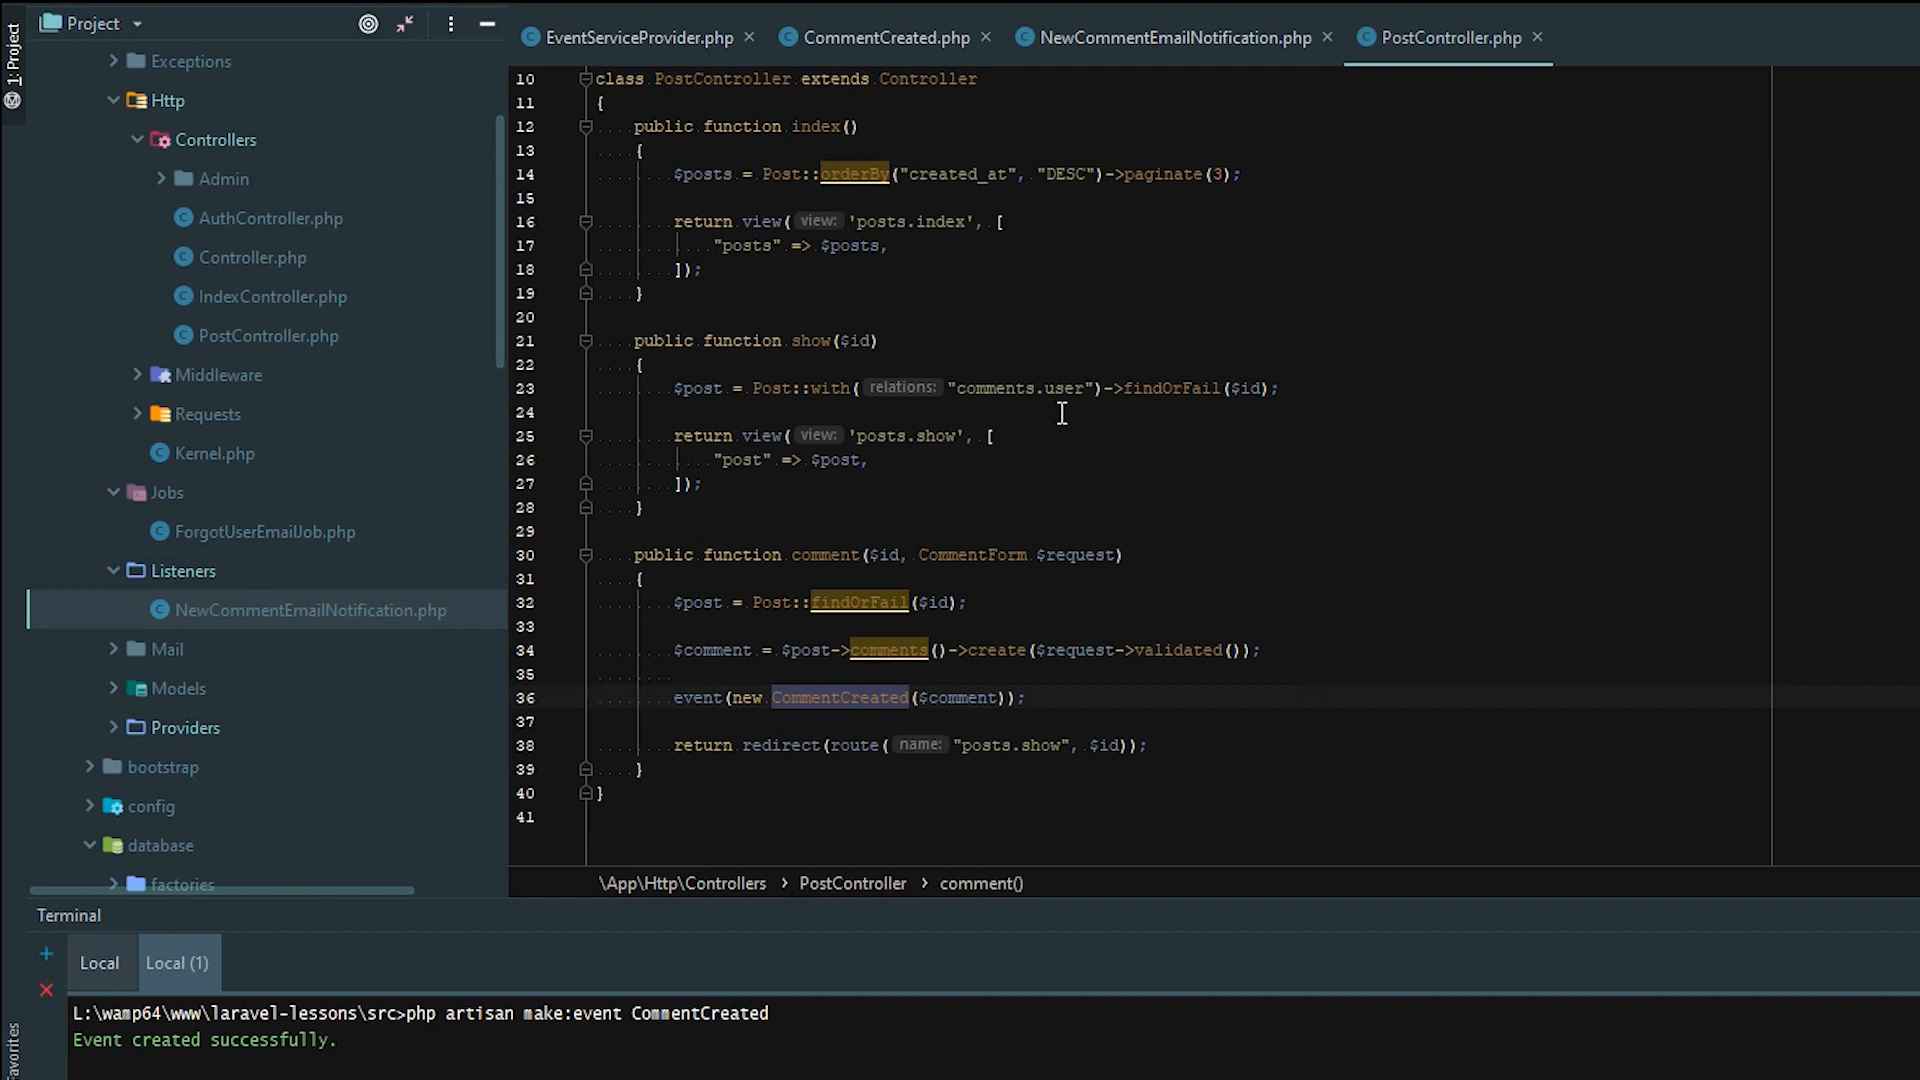 Project
1: Project
EventServiceProvider.php
CommentCreated.php
NewCommentEmailNotification.php
PostController.php
Exceptions
Http
Controllers
Admin
AuthController.php
Controller.php
IndexController.php
PostController.php
Middleware
Requests
Kernel.php
Jobs
ForgotUserEmailJob.php
Listeners
NewCommentEmailNotification.php
Mail
Models
Providers
bootstrap
config
database
factories
10 class PostController extends Controller
11 {
12 public function index()
13 {
14 $posts = Post::orderBy("created_at", "DESC")->paginate(3);
15
16 return view( view: 'posts.index', [
17 "posts" => $posts,
18 ]);
19 }
20
21 public function show($id)
22 {
23 $post = Post::with( relations: "comments.user")->findOrFail($id);
24
25 return view( view: 'posts.show', [
26 "post" => $post,
27 ]);
28 }
29
30 public function comment($id, CommentForm $request)
31 {
32 $post = Post::findOrFail($id);
33
34 $comment = $post->comments()->create($request->validated());
35
36 event(new CommentCreated($comment));
37
38 return redirect(route( name: "posts.show", $id));
39 }
40 }
41
\App\Http\Controllers › PostController › comment()
Terminal
Local
Local (1)
L:\wamp64\www\laravel-lessons\src>php artisan make:event CommentCreated
Event created successfully.
Favorites